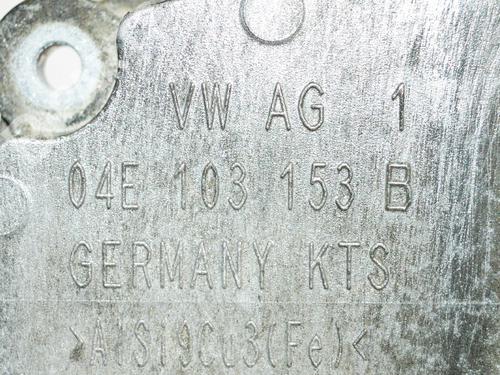 VW AG 1
04E 103 153 B
GERMANY KTS
>AlSi9Cu3(Fe)<